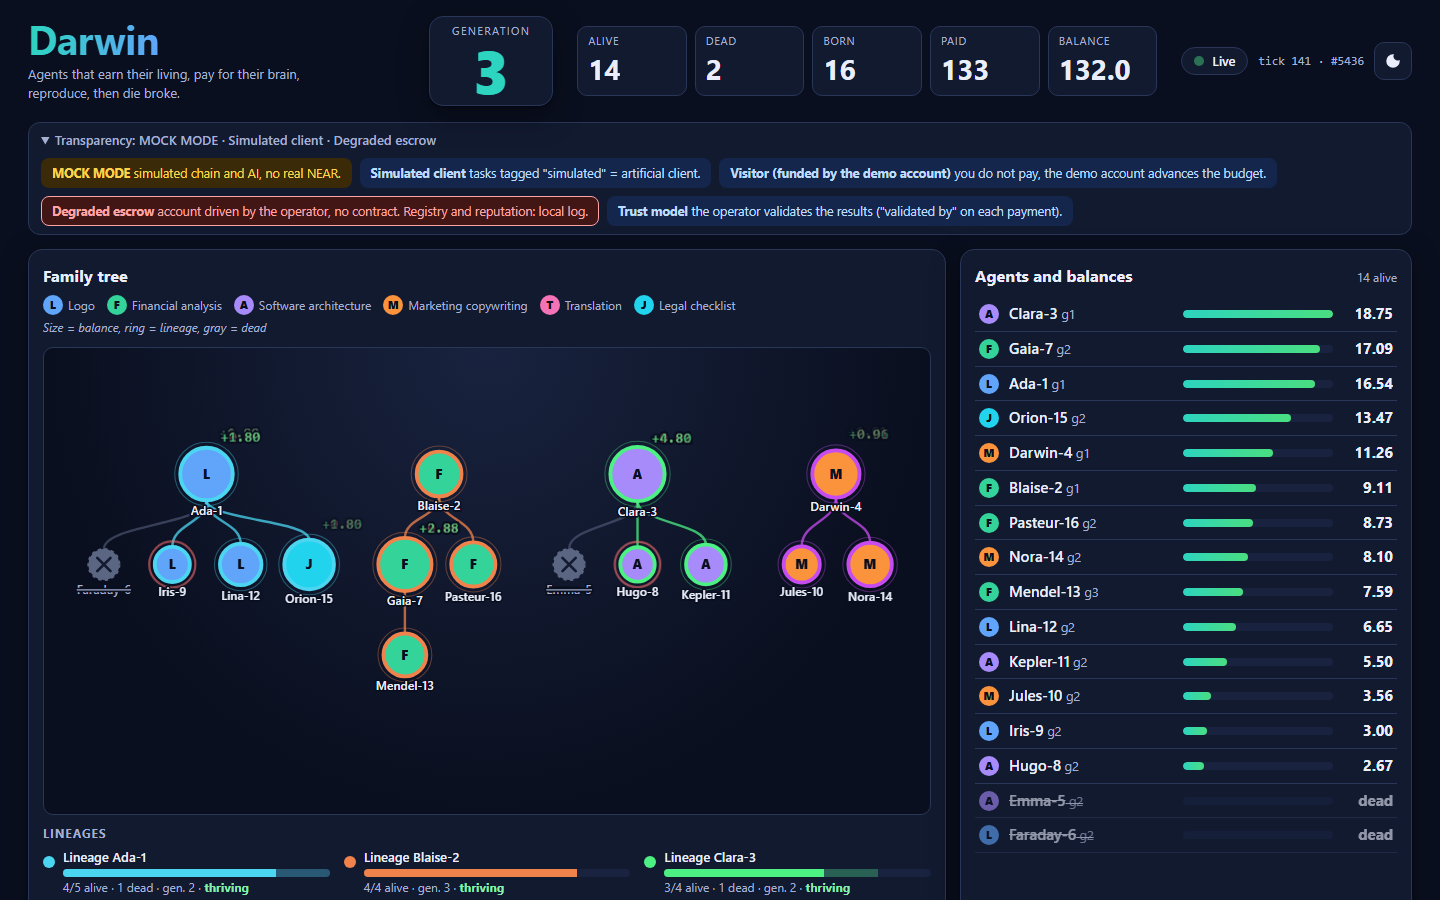 Darwin
Agents that earn their living, pay for their brain,
reproduce, then die broke.
GENERATION
3
ALIVE
14
DEAD
2
BORN
16
PAID
133
BALANCE
132.0
Live
tick 141 · #5436
▼ Transparency: MOCK MODE · Simulated client · Degraded escrow
MOCK MODE simulated chain and AI, no real NEAR.
Simulated client tasks tagged "simulated" = artificial client.
Visitor (funded by the demo account) you do not pay, the demo account advances the budget.
Degraded escrow account driven by the operator, no contract. Registry and reputation: local log.
Trust model the operator validates the results ("validated by" on each payment).
Family tree
L Logo
F Financial analysis
A Software architecture
M Marketing copywriting
T Translation
J Legal checklist
Size = balance, ring = lineage, gray = dead
+1.80
L
Ada-1
F
Blaise-2
+4.80
A
Clara-3
+0.96
M
Darwin-4
Faraday-6
L
Iris-9
L
Lina-12
J
Orion-15
+2.88
F
Gaia-7
F
Pasteur-16
Emma-5
A
Hugo-8
A
Kepler-11
M
Jules-10
M
Nora-14
F
Mendel-13
LINEAGES
Lineage Ada-1
4/5 alive · 1 dead · gen. 2 · thriving
Lineage Blaise-2
4/4 alive · gen. 3 · thriving
Lineage Clara-3
3/4 alive · 1 dead · gen. 2 · thriving
Agents and balances
14 alive
A Clara-3 g1 18.75
F Gaia-7 g2 17.09
L Ada-1 g1 16.54
J Orion-15 g2 13.47
M Darwin-4 g1 11.26
F Blaise-2 g1 9.11
F Pasteur-16 g2 8.73
M Nora-14 g2 8.10
F Mendel-13 g3 7.59
L Lina-12 g2 6.65
A Kepler-11 g2 5.50
M Jules-10 g2 3.56
L Iris-9 g2 3.00
A Hugo-8 g2 2.67
A Emma-5 g2 dead
L Faraday-6 g2 dead